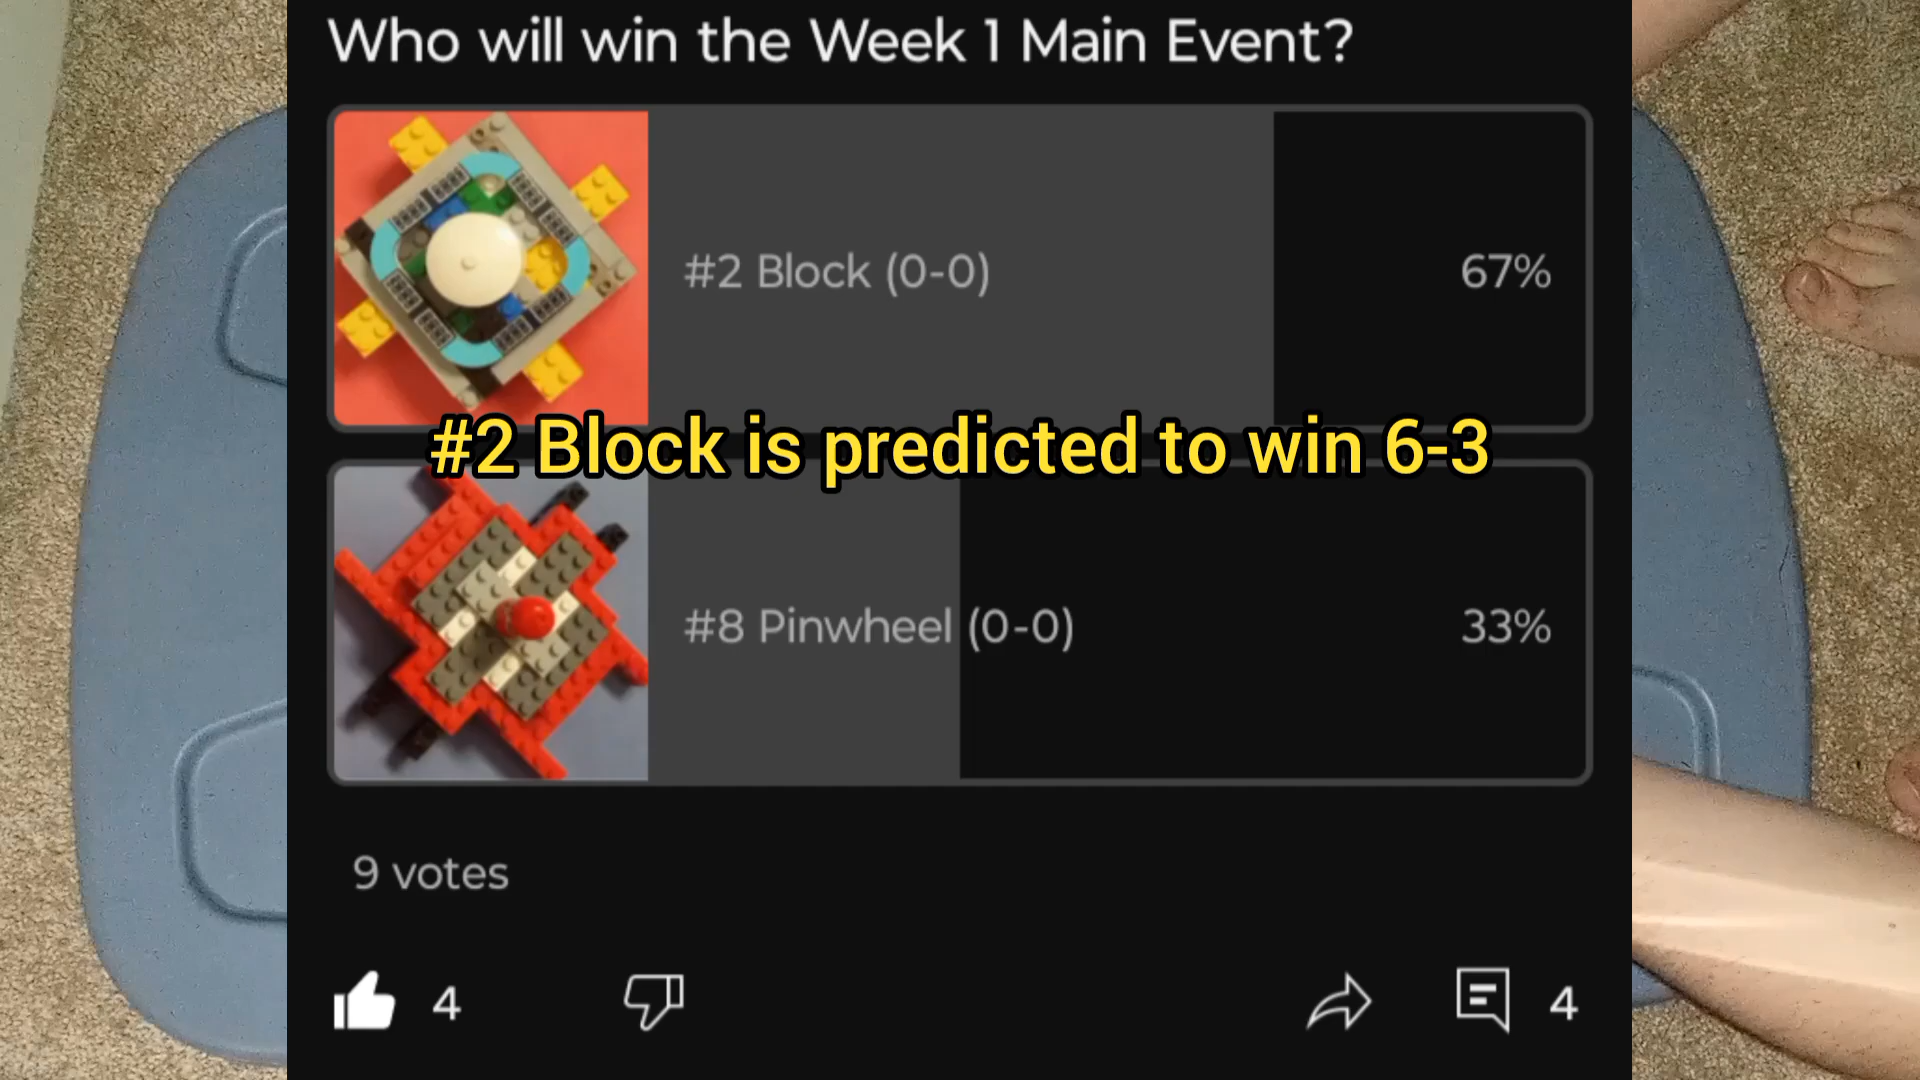 Who will win the Week 1 Main Event?
#2 Block (0-0)
67%
#2 Block is predicted to win 6-3
#8 Pinwheel (0-0)
33%
9 votes
4
4